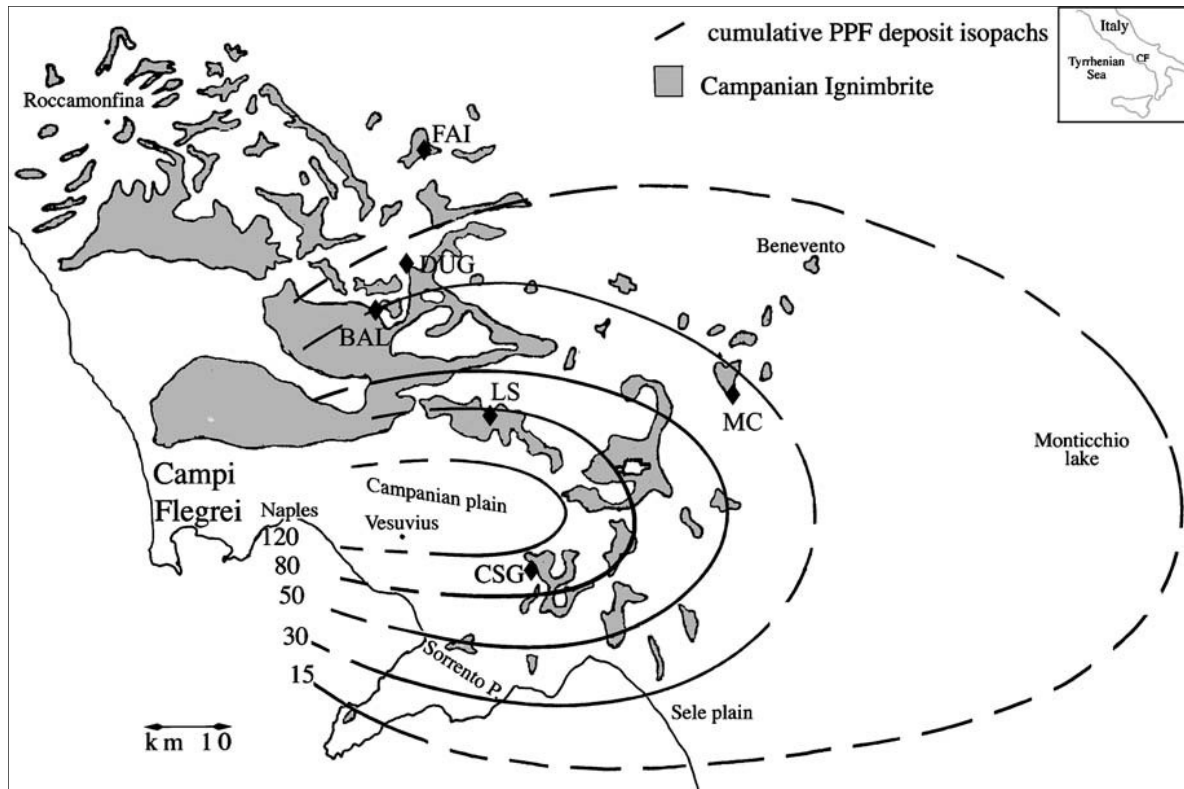 cumulative PPF deposit isopachs
Campanian Ignimbrite
Italy
Tyrrhenian
Sea
CF
Roccamonfina
FAI
Benevento
DUG
BAL
LS
MC
Monticchio
lake
Campi
Flegrei
Naples
Campanian plain
Vesuvius
120
80
50
30
15
CSG
Sorrento P.
Sele plain
km 10